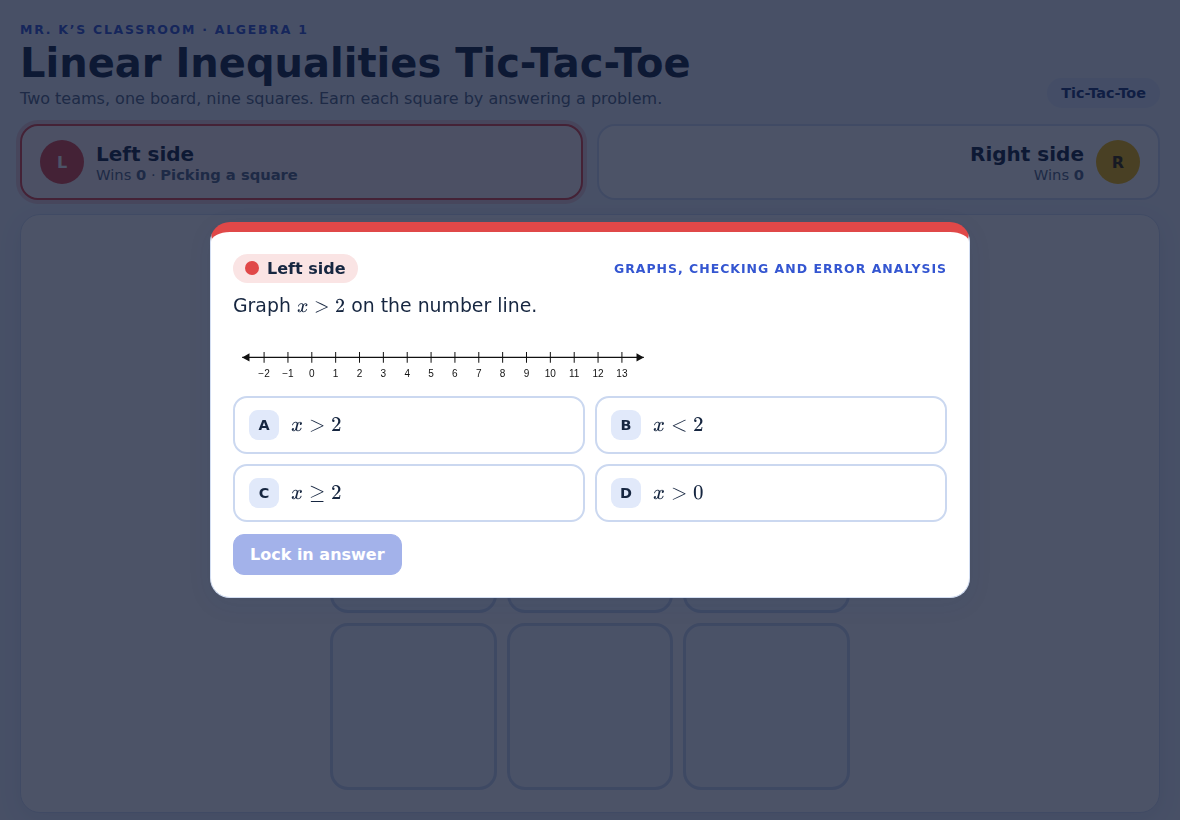 MR. K’S CLASSROOM · ALGEBRA 1
Linear Inequalities Tic-Tac-Toe
Two teams, one board, nine squares. Earn each square by answering a problem.
Tic-Tac-Toe
L
Left side
Wins 0 · Picking a square
Right side
Wins 0
R
Left side
GRAPHS, CHECKING AND ERROR ANALYSIS
Graph x > 2 on the number line.
−2 −1 0 1 2 3 4 5 6 7 8 9 10 11 12 13
A x > 2
B x < 2
C x ≥ 2
D x > 0
Lock in answer